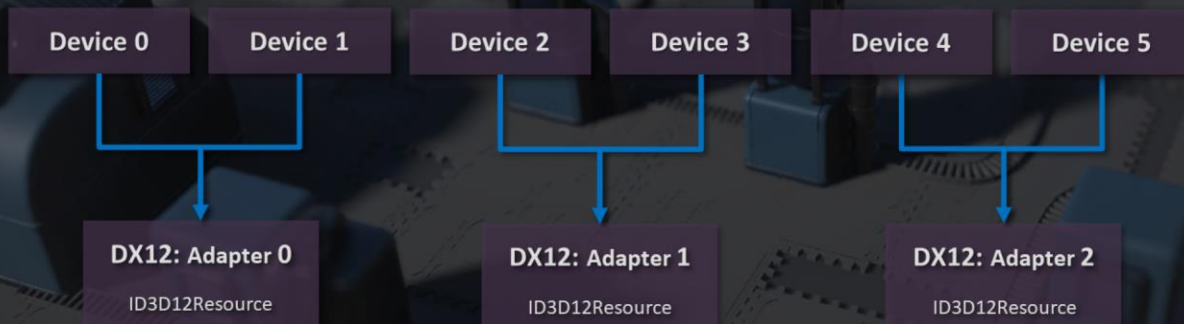 Device 0
Device 1
Device 2
Device 3
Device 4
Device 5
DX12: Adapter 0
ID3D12Resource
DX12: Adapter 1
ID3D12Resource
DX12: Adapter 2
ID3D12Resource